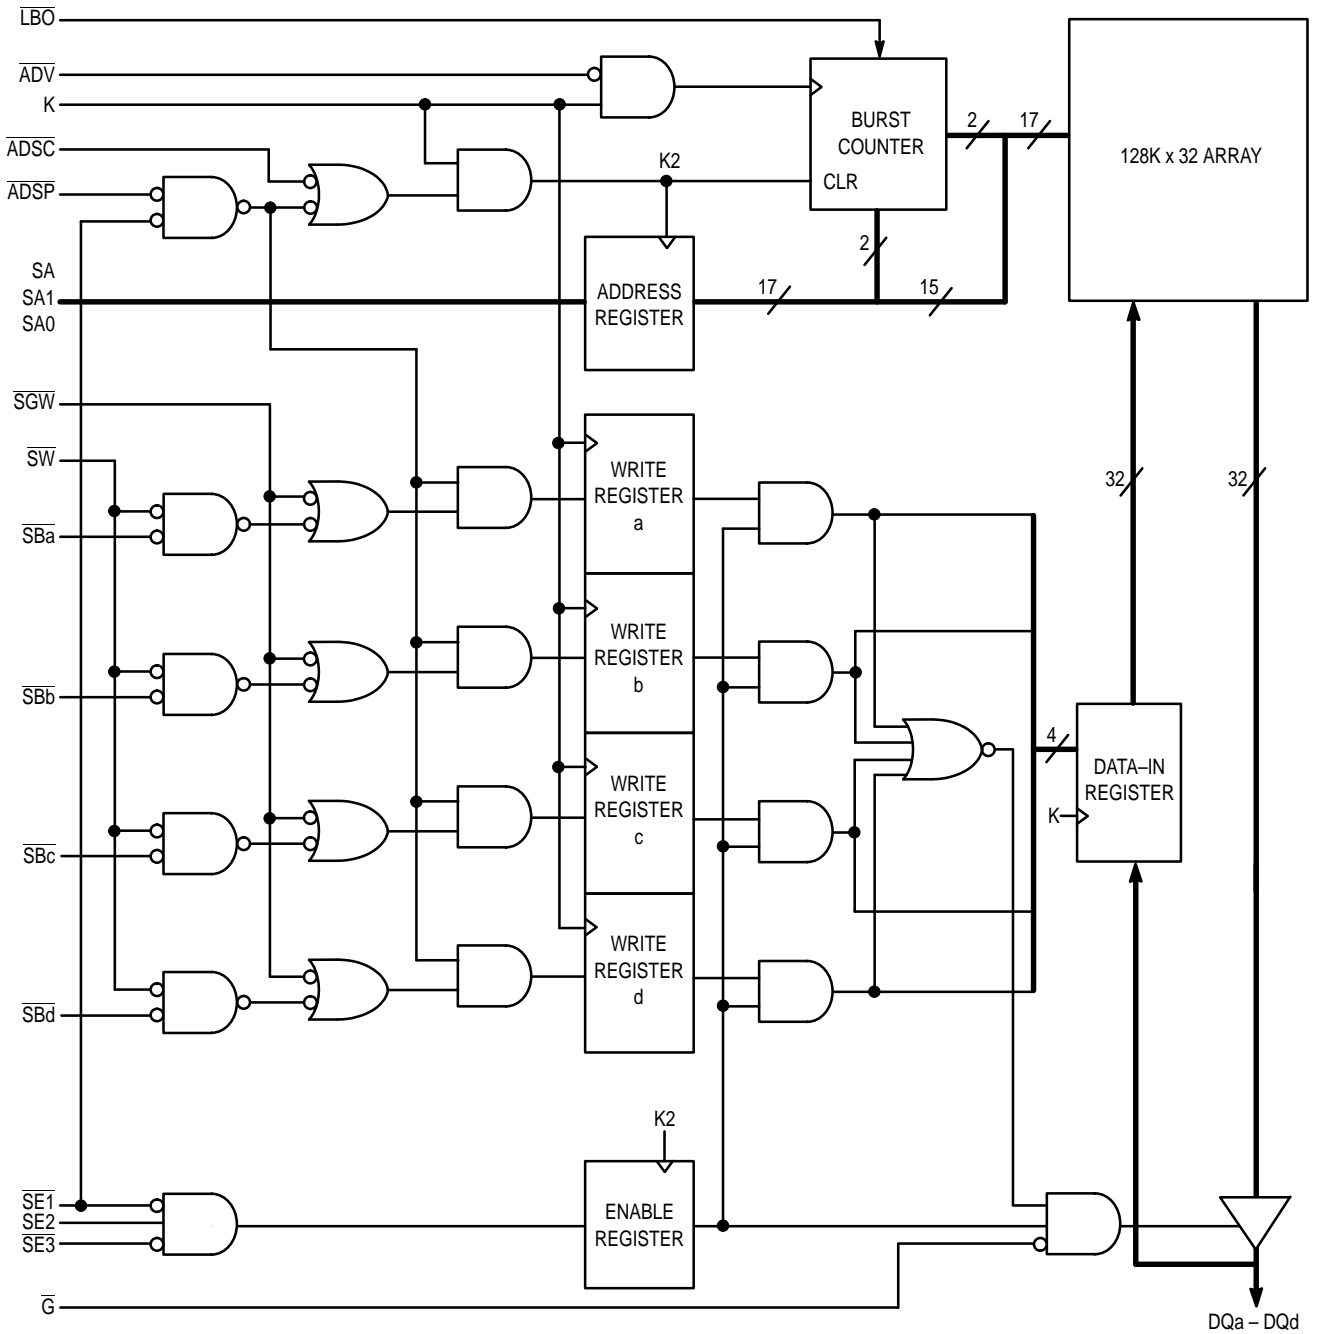 LBO
ADV
K
ADSC
ADSP
SA
SA1
SA0
SGW
SW
SBa
SBb
SBc
SBd
SE1
SE2
SE3
G
K2
BURST
COUNTER
CLR
2
17
128K x 32 ARRAY
2
ADDRESS
REGISTER
17
15
WRITE
REGISTER
a
WRITE
REGISTER
b
WRITE
REGISTER
c
WRITE
REGISTER
d
32
32
4
DATA–IN
REGISTER
K
K2
ENABLE
REGISTER
DQa – DQd